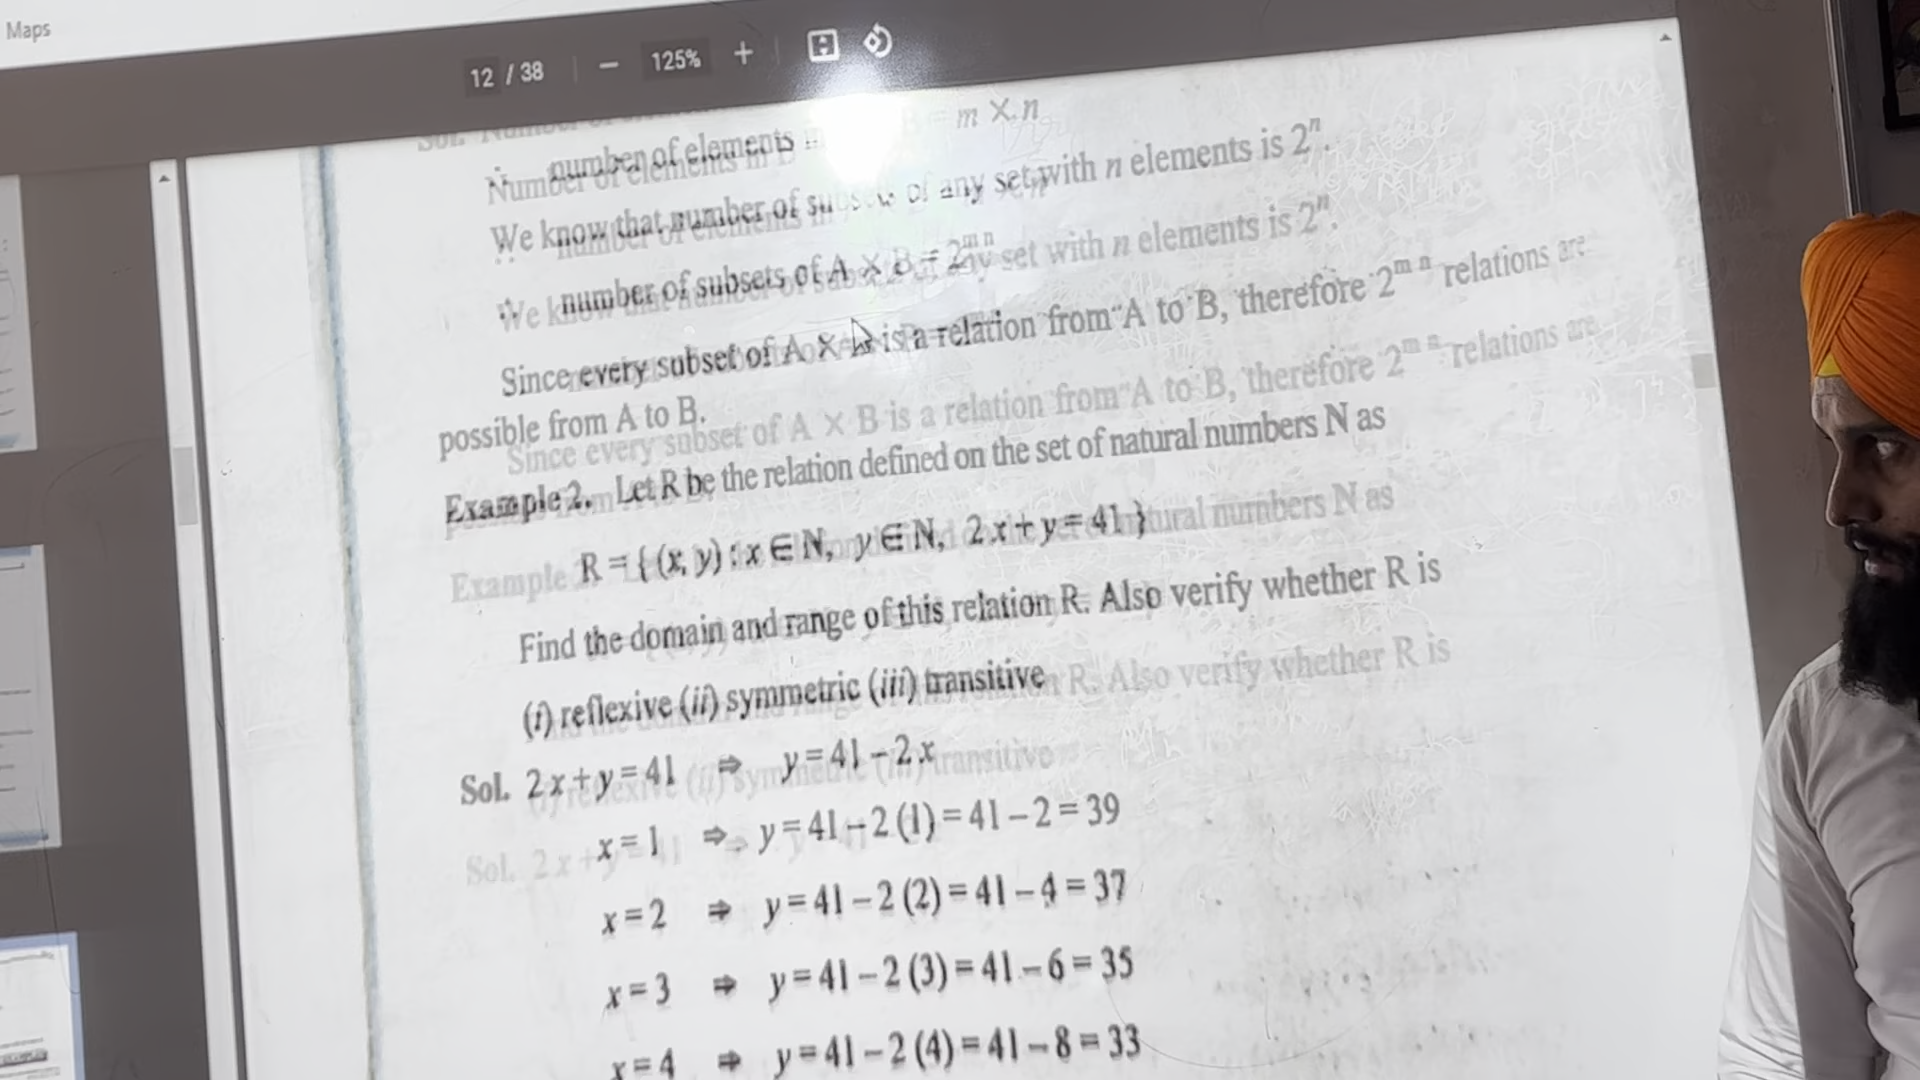 Maps
12 / 38 − 125% +
m × n
number of elements
We know that number of subsets of any set with n elements is 2ⁿ.
∴ number of subsets of A × B = 2ᵐⁿ
Since every subset of A × B is a relation from A to B, therefore 2ᵐⁿ relations are
possible from A to B.
Example 2. Let R be the relation defined on the set of natural numbers N as
R = { (x, y) : x ∈ N, y ∈ N, 2x + y = 41 }
Find the domain and range of this relation R. Also verify whether R is
(i) reflexive (ii) symmetric (iii) transitive
Sol. 2x + y = 41 ⇒ y = 41 − 2x
x = 1 ⇒ y = 41 − 2 (1) = 41 − 2 = 39
x = 2 ⇒ y = 41 − 2 (2) = 41 − 4 = 37
x = 3 ⇒ y = 41 − 2 (3) = 41 − 6 = 35
x = 4 ⇒ y = 41 − 2 (4) = 41 − 8 = 33